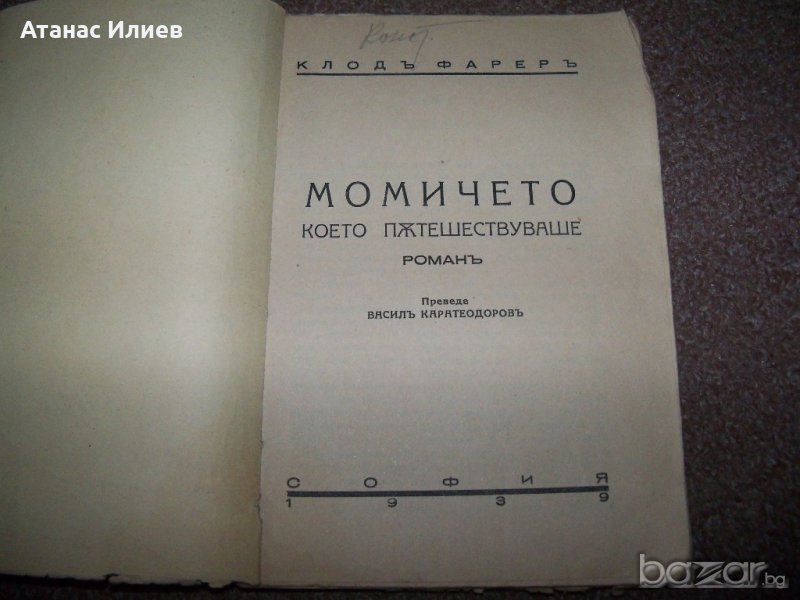 Атанас Илиев
КЛОДЪ ФАРЕРЪ
МОМИЧЕТО
КОЕТО ПѪТЕШЕСТВУВАШЕ
РОМАНЪ
Преведе
ВАСИЛЪ КАРАТЕОДОРОВЪ
СОФИЯ
1939
bazar.bg